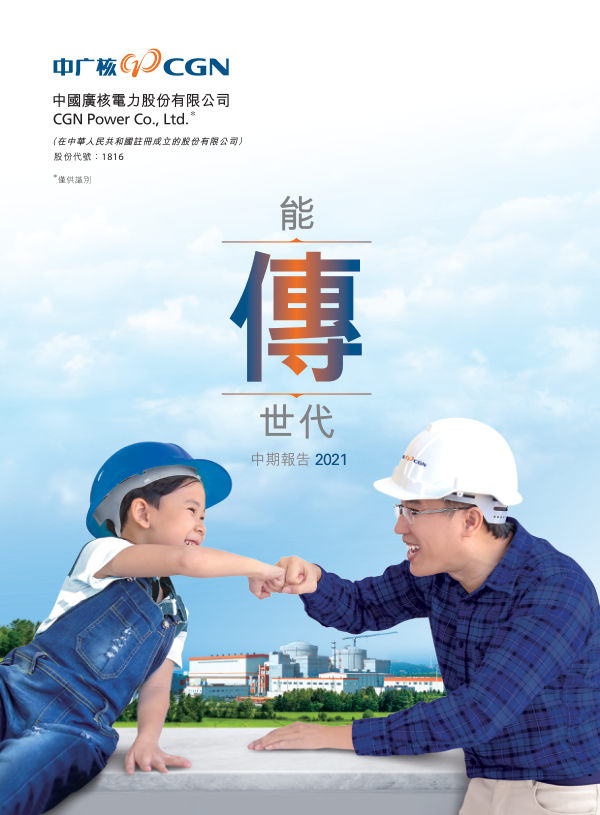 中广核 CGN
中國廣核電力股份有限公司
CGN Power Co., Ltd.*
（在中華人民共和國註冊成立的股份有限公司）
股份代號：1816
*僅供識別
能
傳
世代
中期報告 2021
中广核 CGN